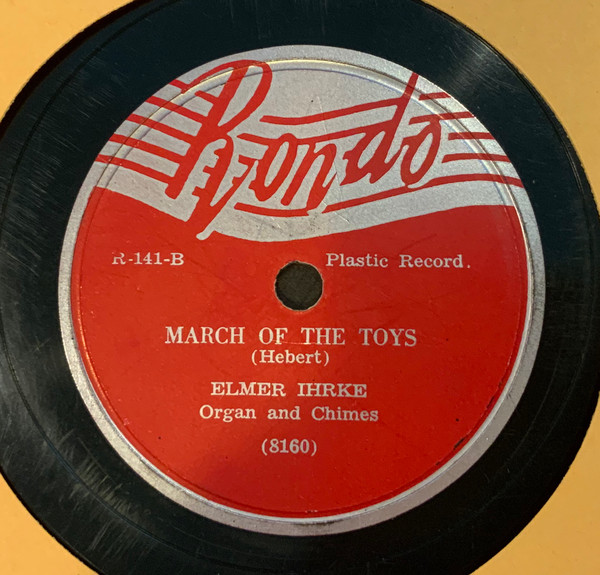 Rondo
R-141-B Plastic Record.
MARCH OF THE TOYS
(Hebert)
ELMER IHRKE
Organ and Chimes
(8160)